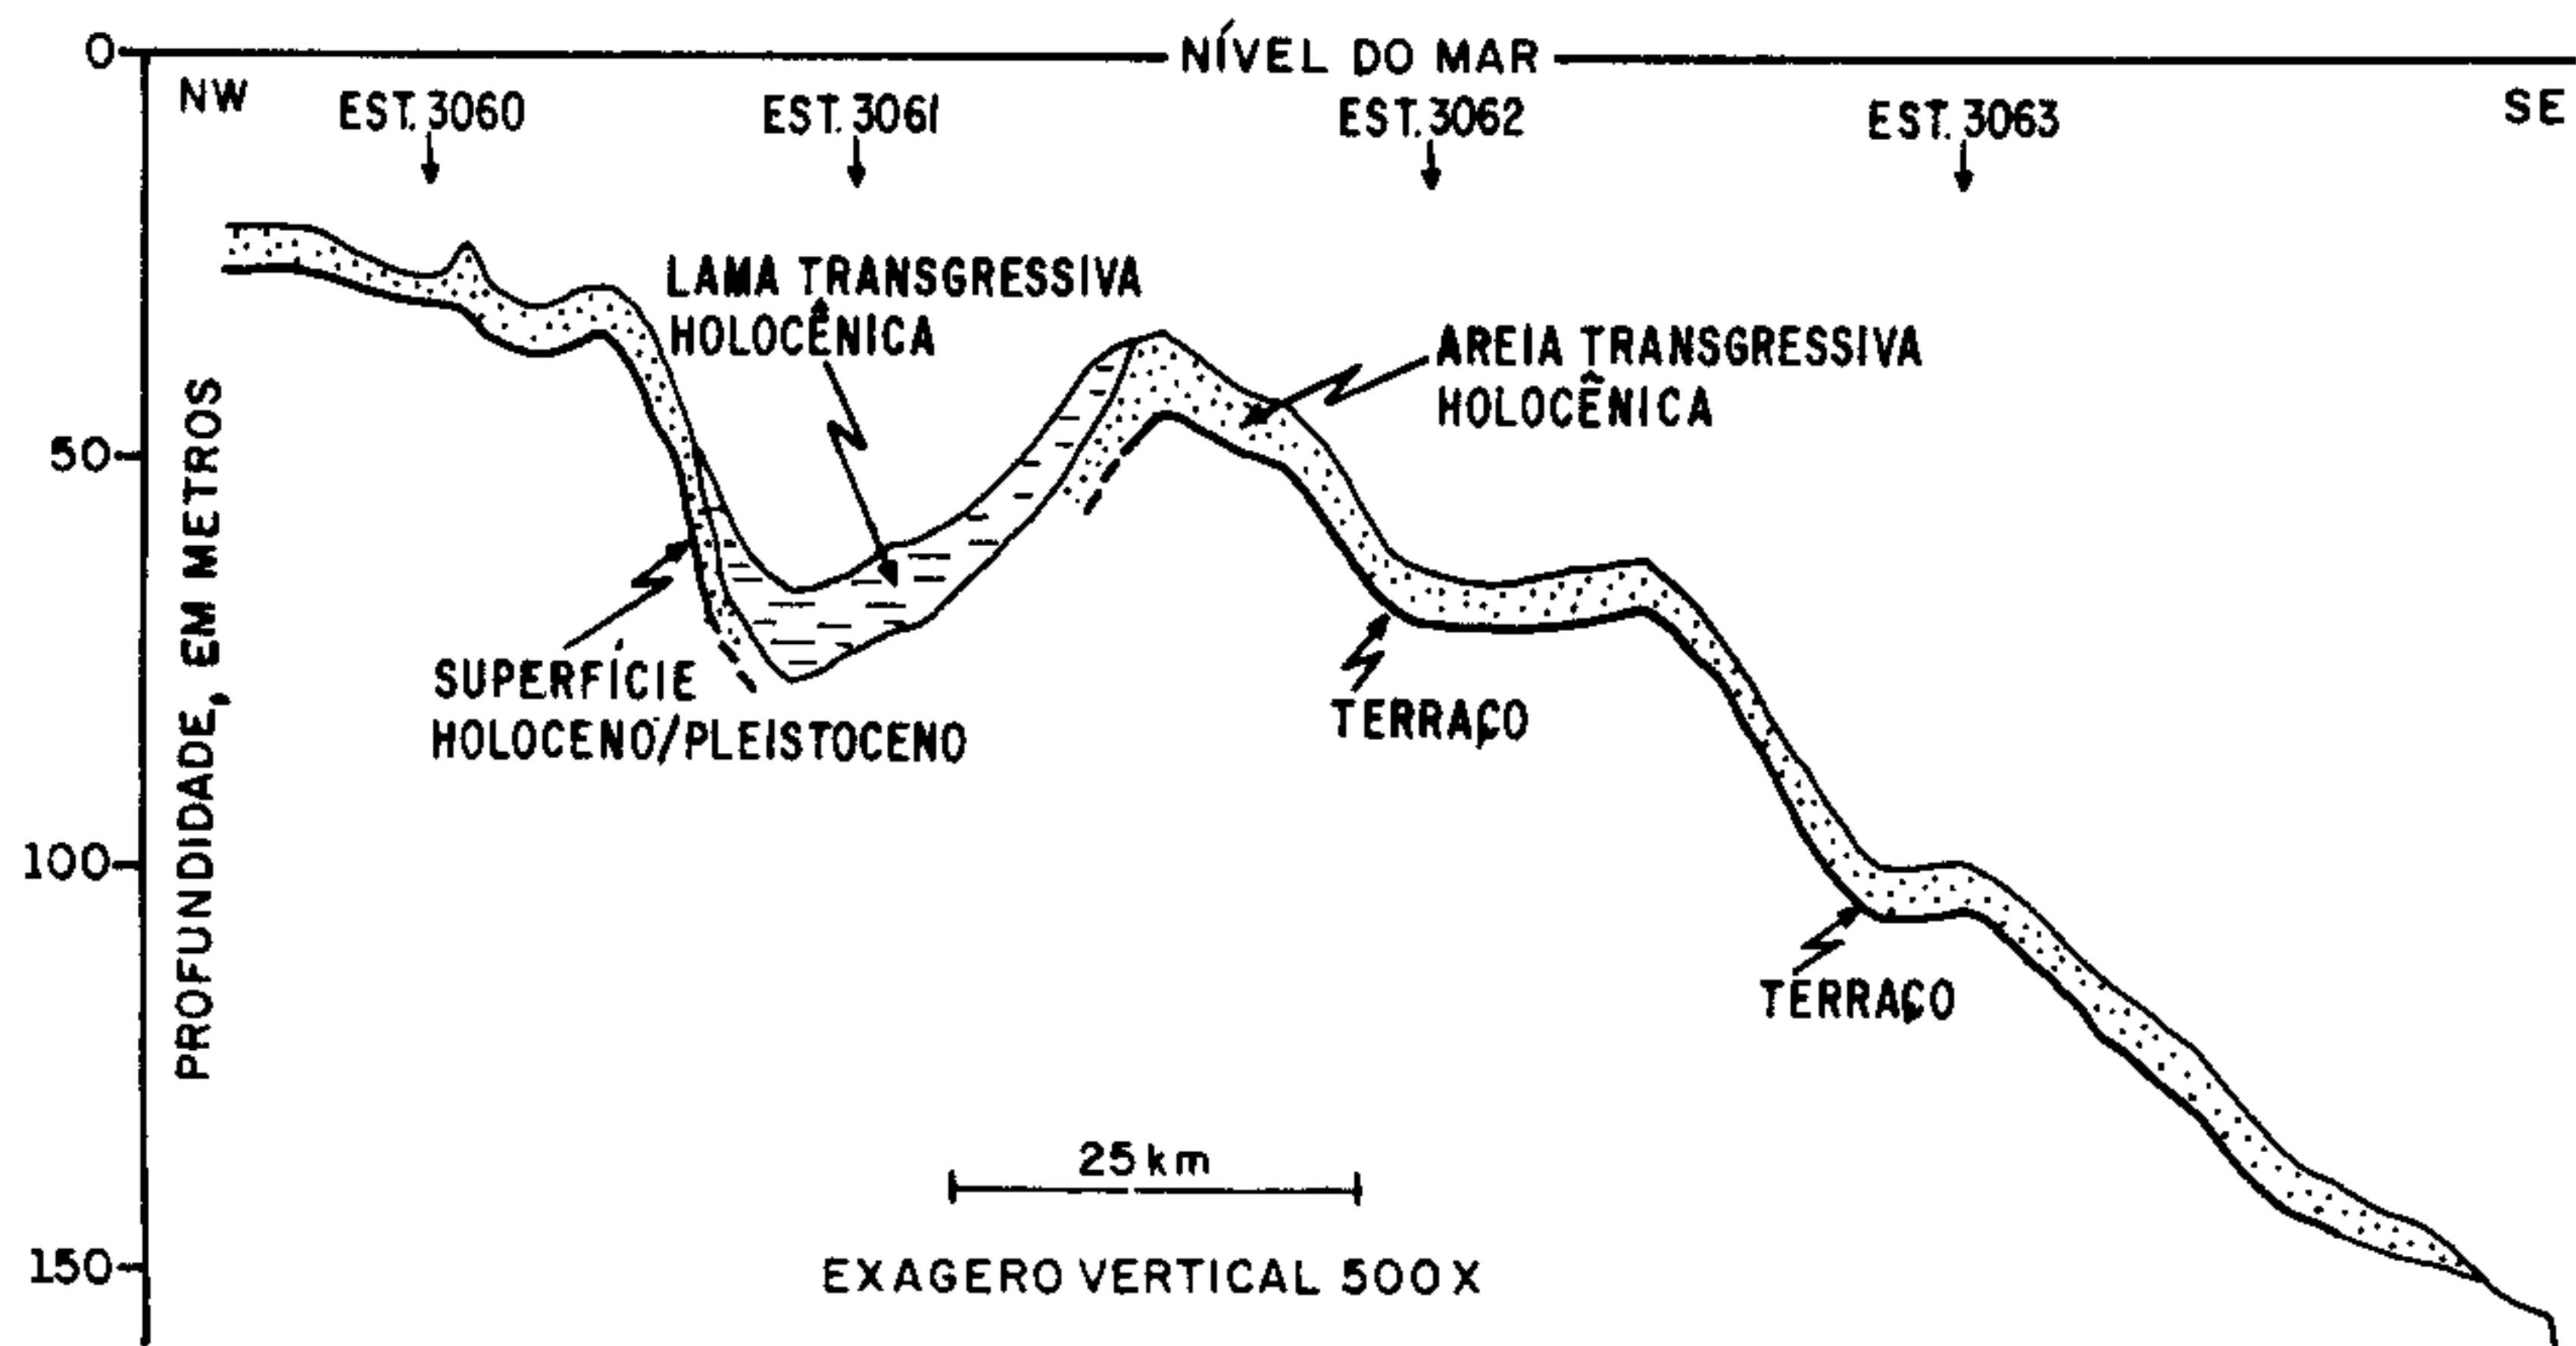 0
NÍVEL DO MAR
NW
SE
EST. 3060
EST. 3061
EST. 3062
EST. 3063
LAMA TRANSGRESSIVA
HOLOCÊNICA
AREIA TRANSGRESSIVA
HOLOCÊNICA
50
PROFUNDIDADE, EM METROS
SUPERFÍCIE
HOLOCENO/PLEISTOCENO
TERRAÇO
100
TERRAÇO
25 km
150
EXAGERO VERTICAL 500 X